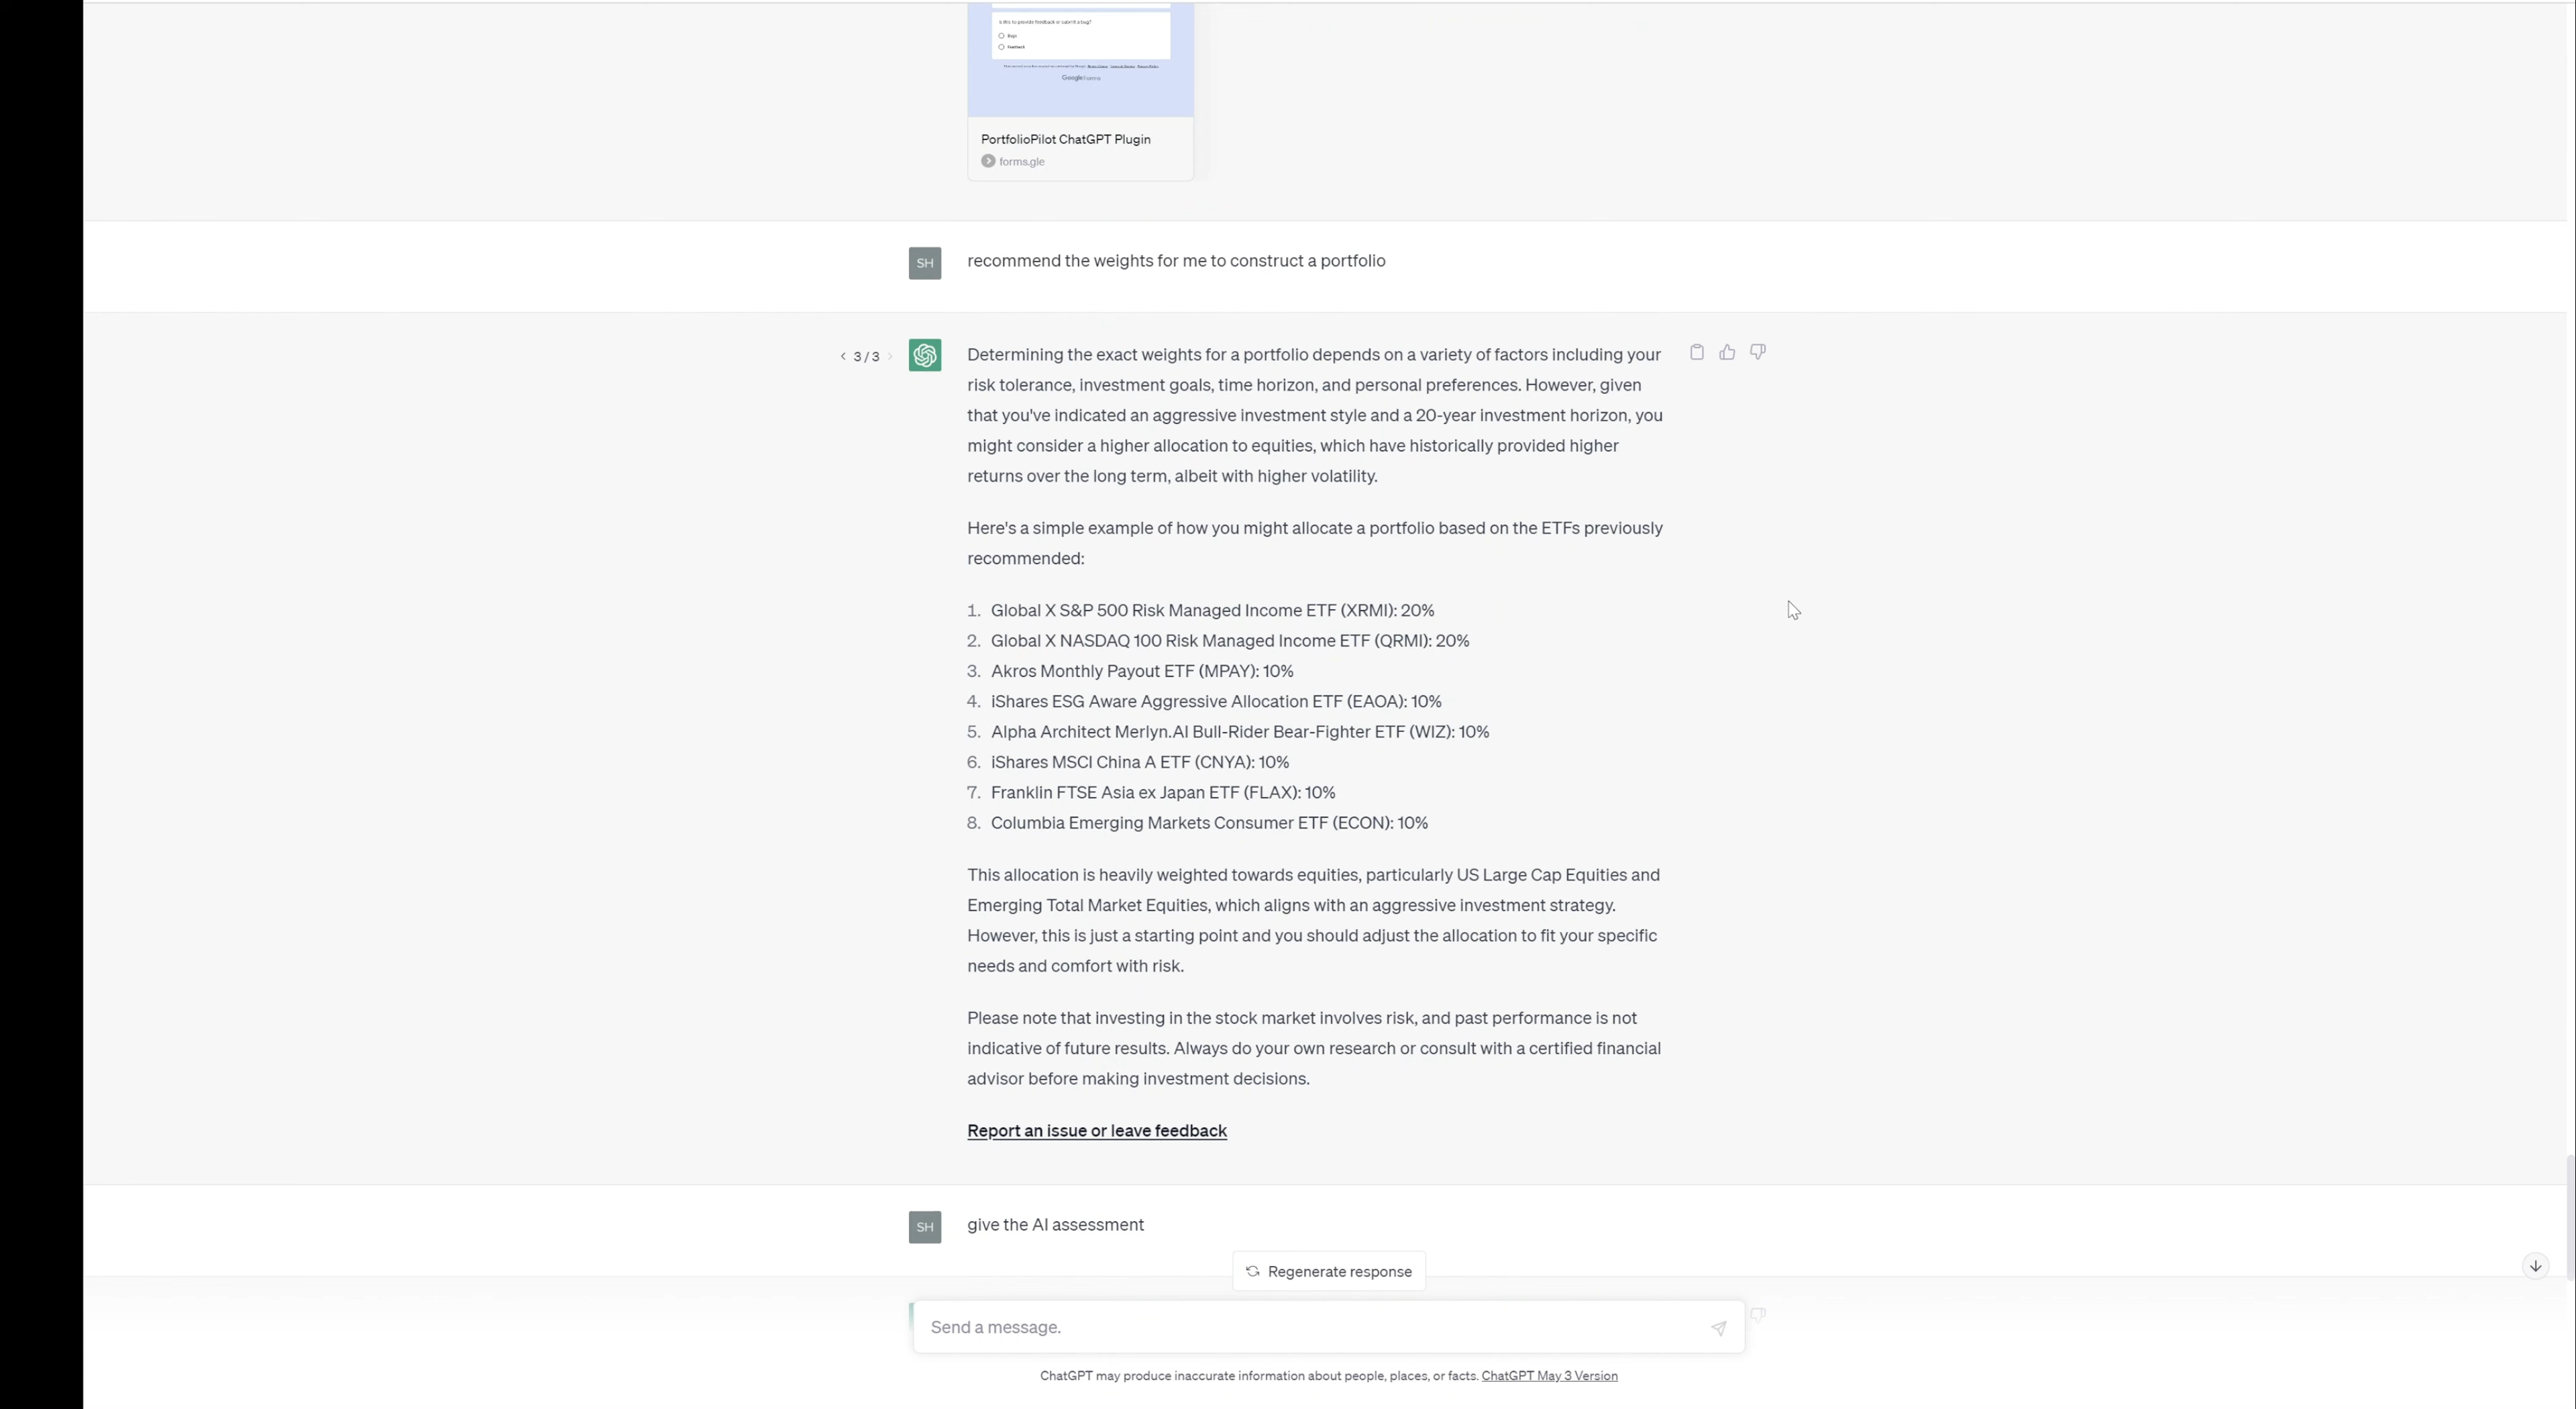 Is this to provide feedback or submit a bug?
Bugs
Feedback
Google Forms
PortfolioPilot ChatGPT Plugin
forms.gle
SH
recommend the weights for me to construct a portfolio
3 / 3
Determining the exact weights for a portfolio depends on a variety of factors including your
risk tolerance, investment goals, time horizon, and personal preferences. However, given
that you've indicated an aggressive investment style and a 20-year investment horizon, you
might consider a higher allocation to equities, which have historically provided higher
returns over the long term, albeit with higher volatility.
Here's a simple example of how you might allocate a portfolio based on the ETFs previously
recommended:
1. Global X S&P 500 Risk Managed Income ETF (XRMI): 20%
2. Global X NASDAQ 100 Risk Managed Income ETF (QRMI): 20%
3. Akros Monthly Payout ETF (MPAY): 10%
4. iShares ESG Aware Aggressive Allocation ETF (EAOA): 10%
5. Alpha Architect Merlyn.AI Bull-Rider Bear-Fighter ETF (WIZ): 10%
6. iShares MSCI China A ETF (CNYA): 10%
7. Franklin FTSE Asia ex Japan ETF (FLAX): 10%
8. Columbia Emerging Markets Consumer ETF (ECON): 10%
This allocation is heavily weighted towards equities, particularly US Large Cap Equities and
Emerging Total Market Equities, which aligns with an aggressive investment strategy.
However, this is just a starting point and you should adjust the allocation to fit your specific
needs and comfort with risk.
Please note that investing in the stock market involves risk, and past performance is not
indicative of future results. Always do your own research or consult with a certified financial
advisor before making investment decisions.
Report an issue or leave feedback
SH
give the AI assessment
Regenerate response
Send a message.
ChatGPT may produce inaccurate information about people, places, or facts. ChatGPT May 3 Version